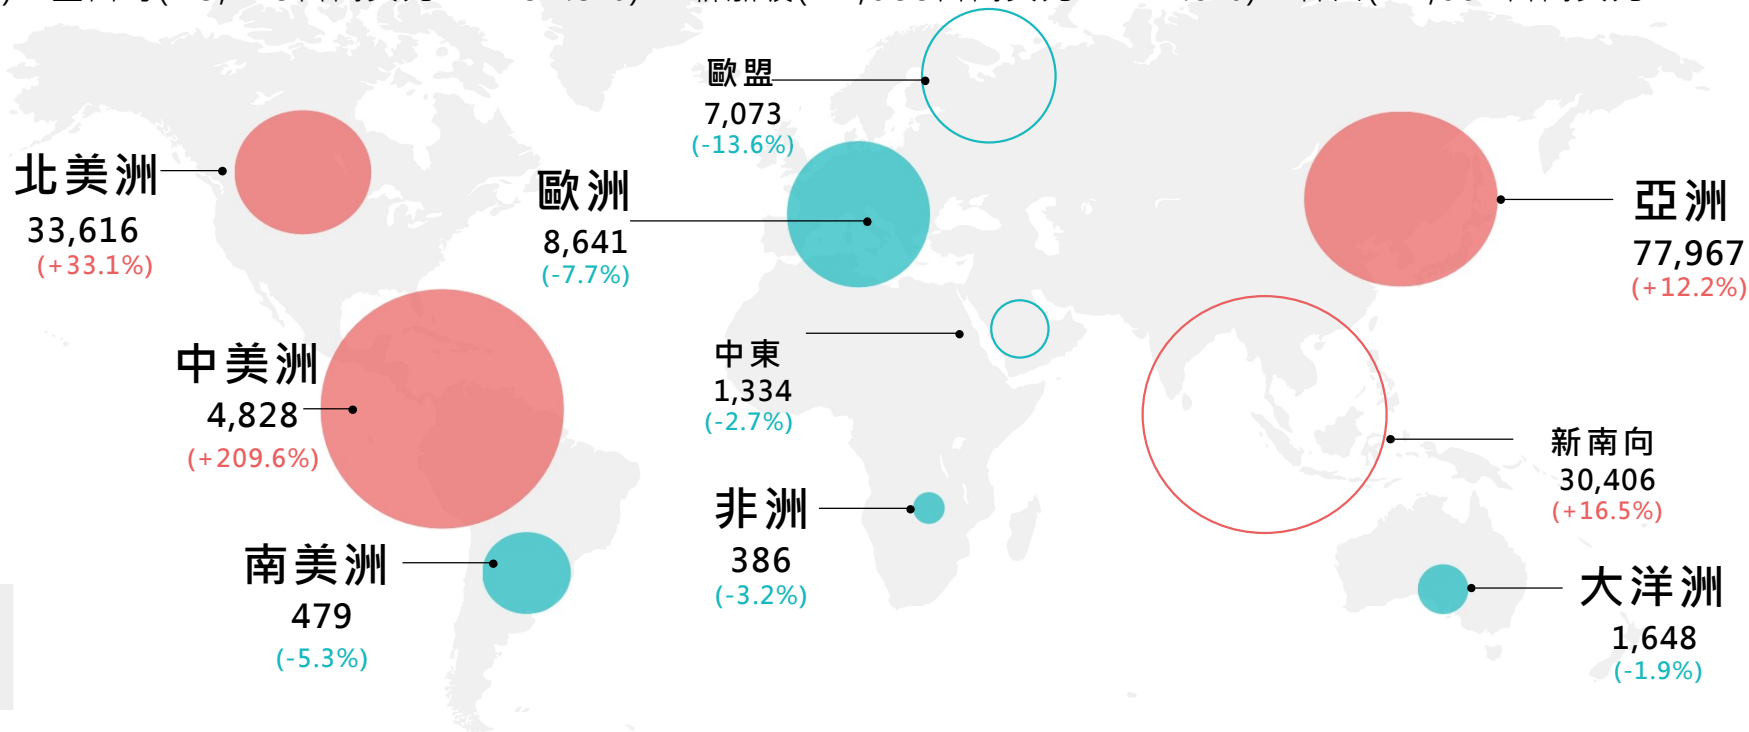 歐盟
7,073
(-13.6%)
北美洲
33,616
(+33.1%)
歐洲
8,641
(-7.7%)
亞洲
77,967
(+12.2%)
中美洲
4,828
(+209.6%)
中東
1,334
(-2.7%)
新南向
30,406
(+16.5%)
非洲
386
(-3.2%)
南美洲
479
(-5.3%)
大洋洲
1,648
(-1.9%)